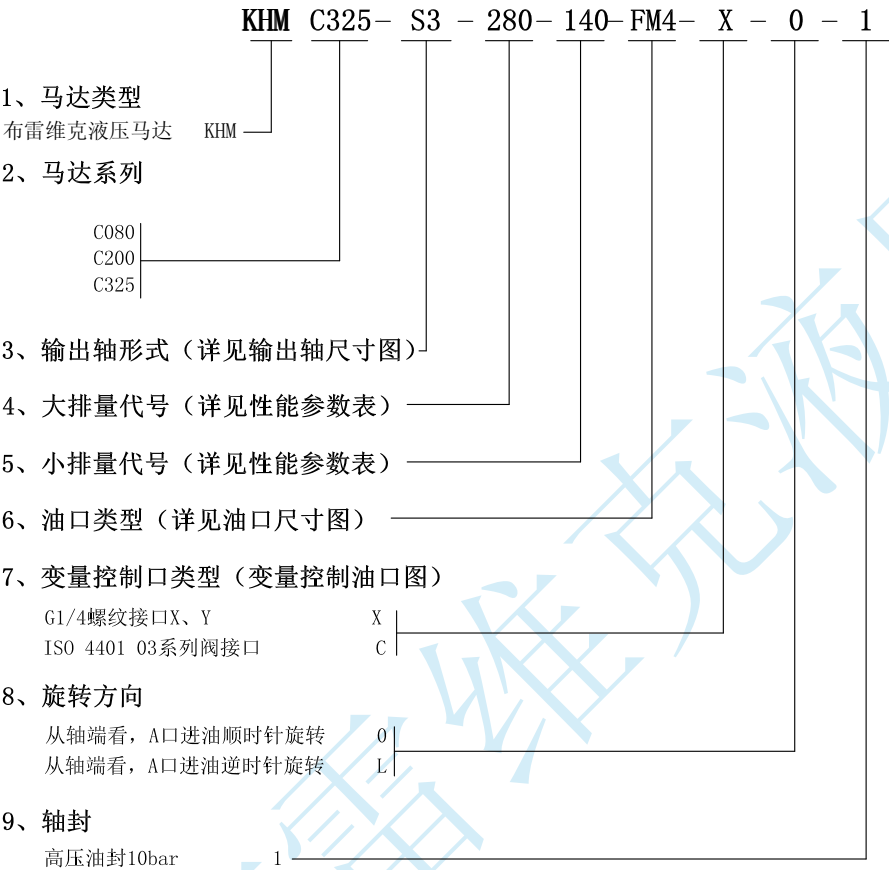 KHM C325- S3 - 280- 140- FM4- X - 0 - 1
1、马达类型
布雷维克液压马达 KHM
2、马达系列
C080
C200
C325
3、输出轴形式（详见输出轴尺寸图）
4、大排量代号（详见性能参数表）
5、小排量代号（详见性能参数表）
6、油口类型（详见油口尺寸图）
7、变量控制口类型（变量控制油口图）
G1/4螺纹接口X、Y X
ISO 4401 03系列阀接口 C
8、旋转方向
从轴端看，A口进油顺时针旋转 0
从轴端看，A口进油逆时针旋转 L
9、轴封
高压油封10bar 1
雷维克液